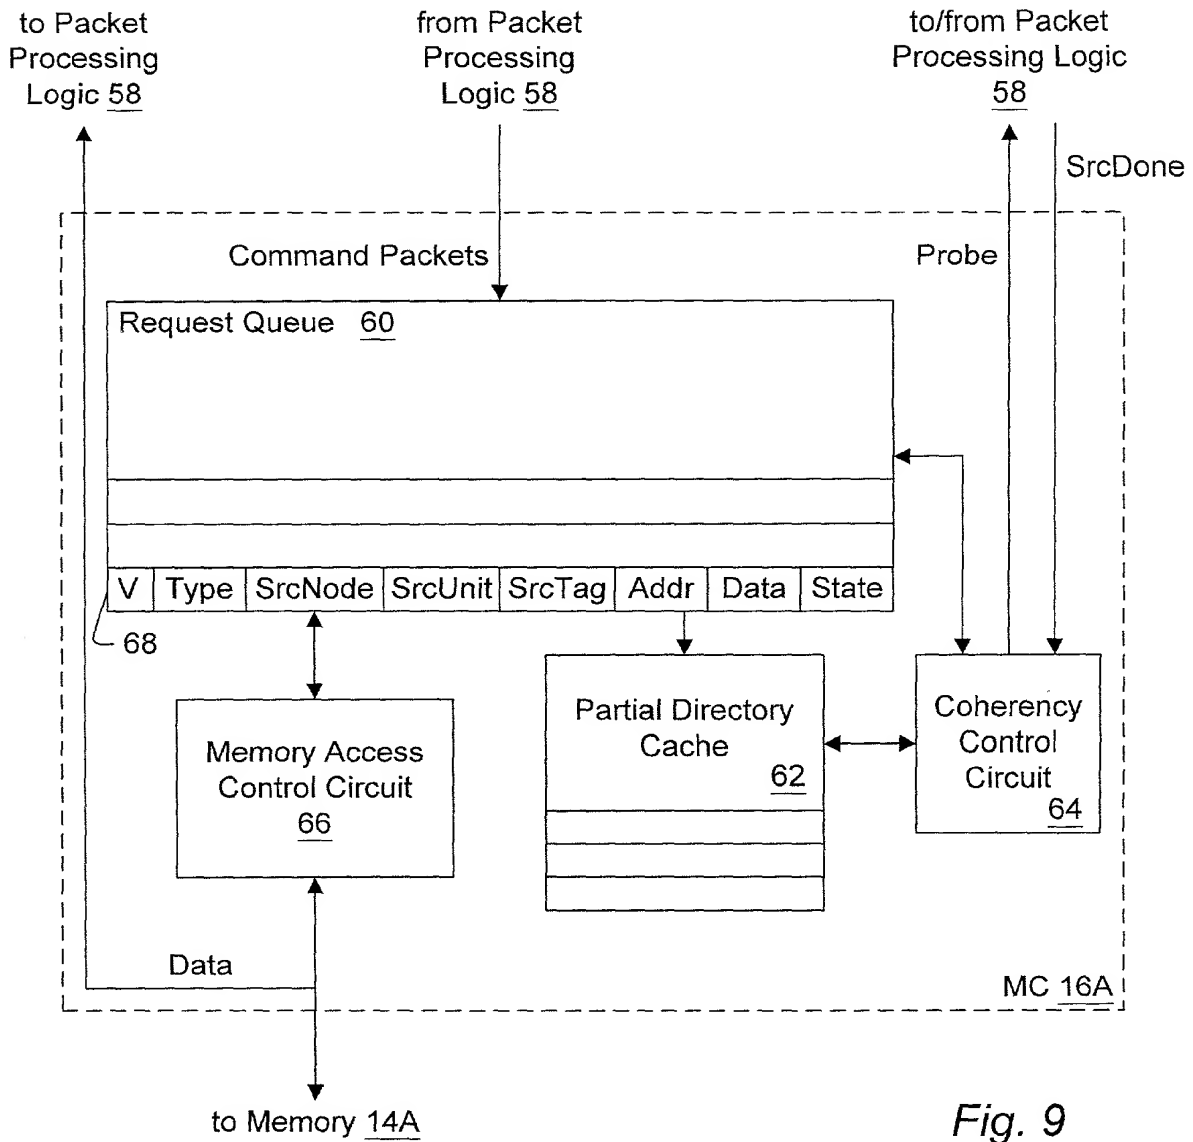 to Packet
Processing
Logic 58
from Packet
Processing
Logic 58
to/from Packet
Processing Logic
58
SrcDone
Command Packets
Probe
Request Queue 60
V Type SrcNode SrcUnit SrcTag Addr Data State
68
Memory Access
Control Circuit
66
Partial Directory
Cache
62
Coherency
Control
Circuit
64
Data
MC 16A
to Memory 14A
Fig. 9